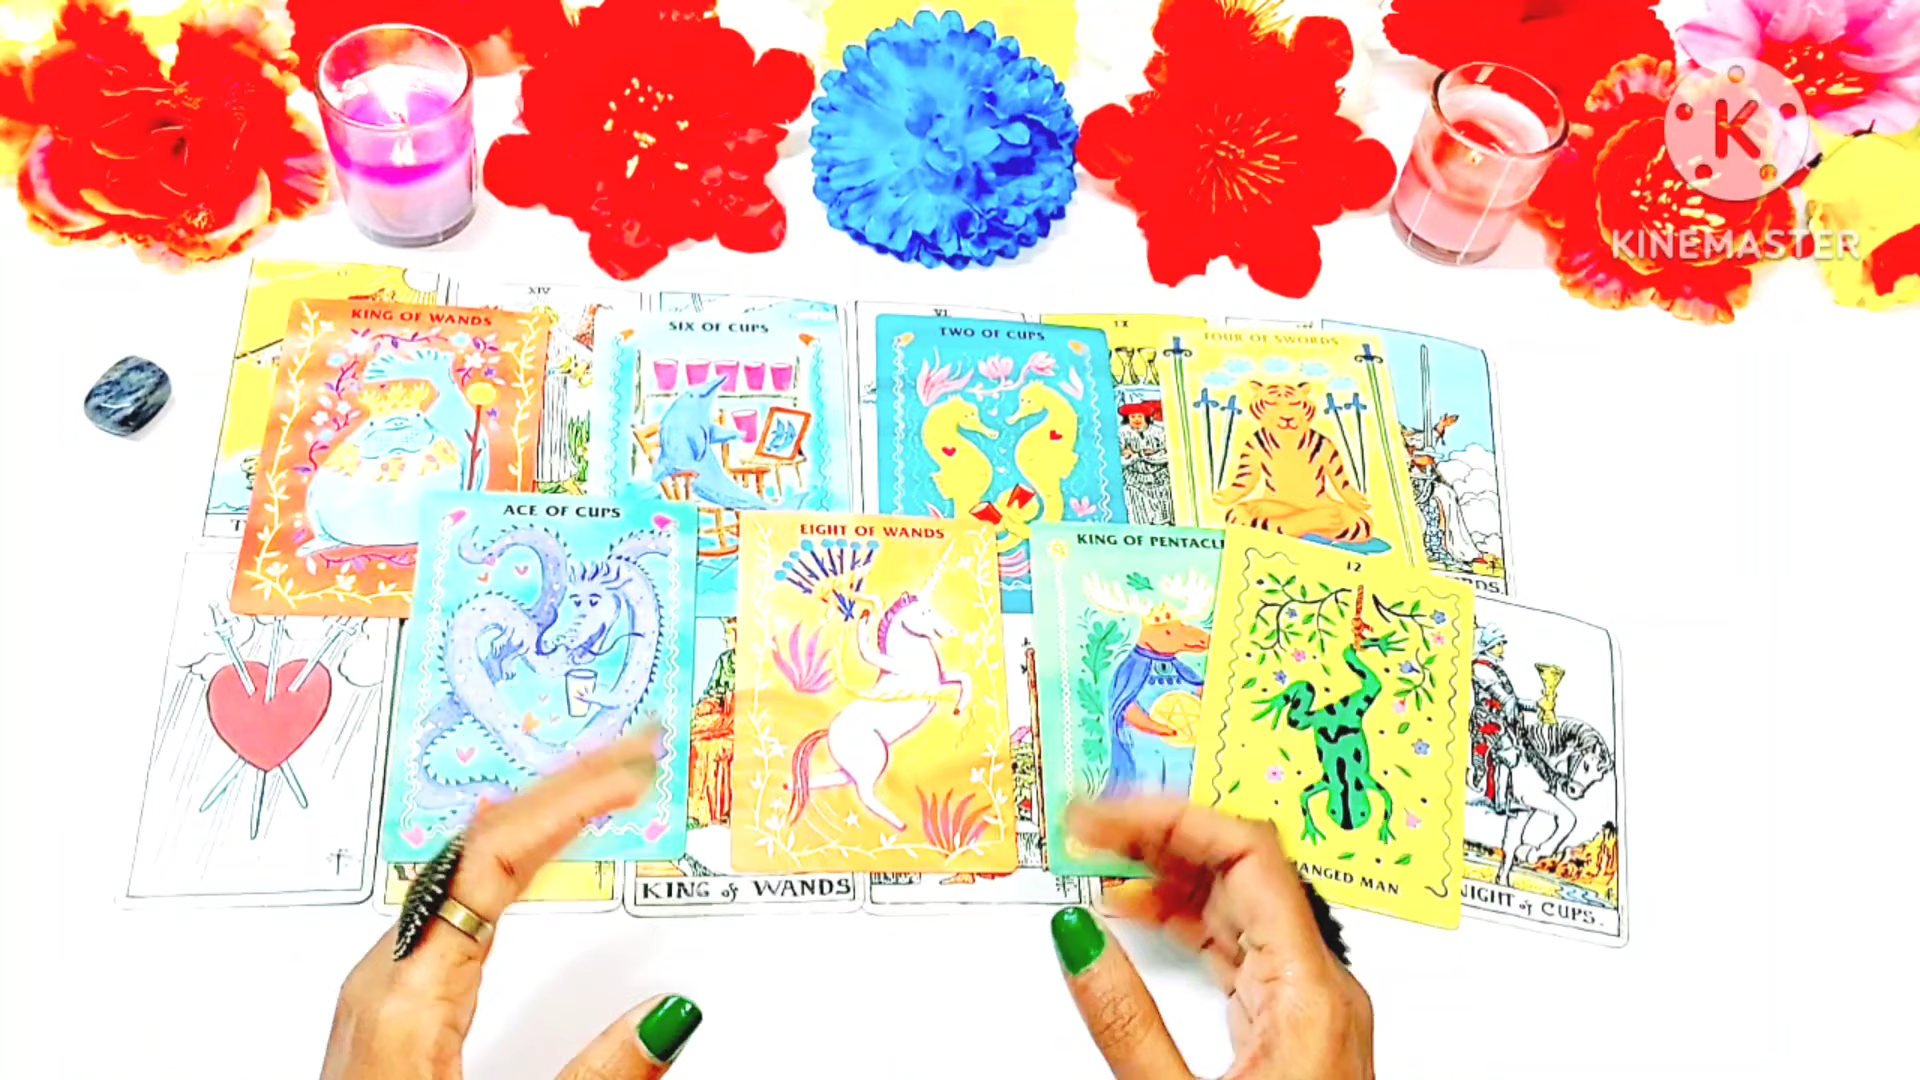 K
KINEMASTER
XIV
VI
IX
KING OF WANDS
SIX OF CUPS
TWO OF CUPS
FOUR OF SWORDS
ACE OF CUPS
EIGHT OF WANDS
KING OF PENTACL
12
ANGED MAN
KING of WANDS
NIGHT of CUPS.